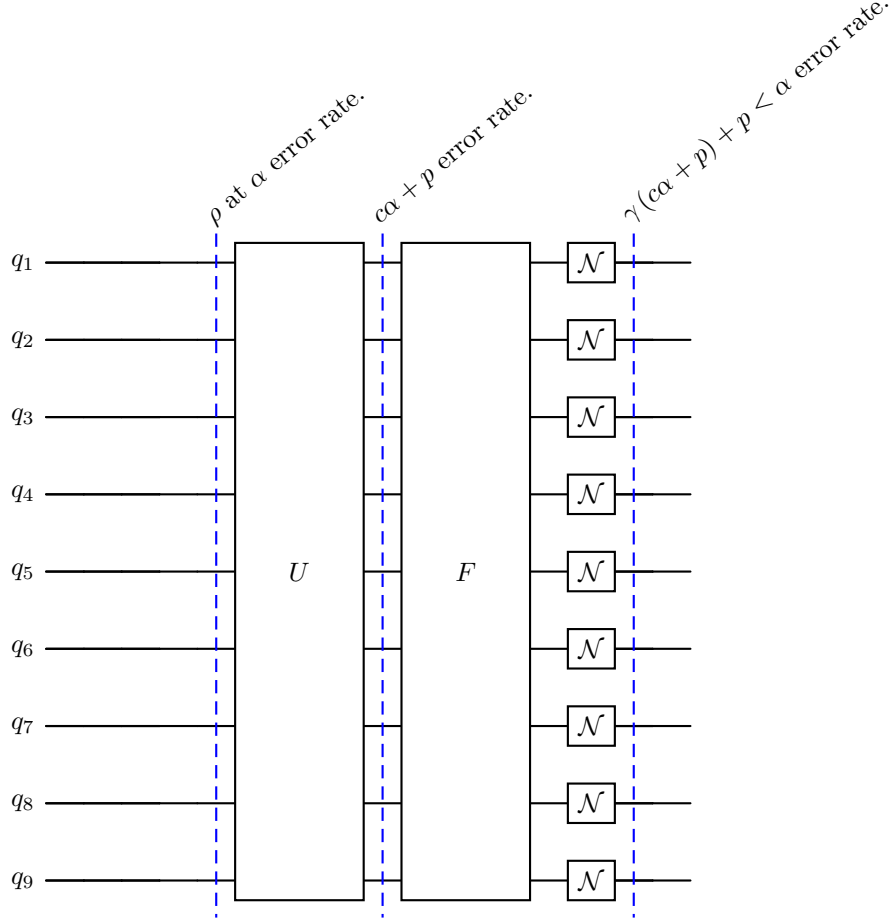 ρ at α error rate.
cα + p error rate.
γ (cα + p) + p < α error rate.
q₁ 𝒩
q₂ 𝒩
q₃ 𝒩
q₄ 𝒩
q₅ U F 𝒩
q₆ 𝒩
q₇ 𝒩
q₈ 𝒩
q₉ 𝒩